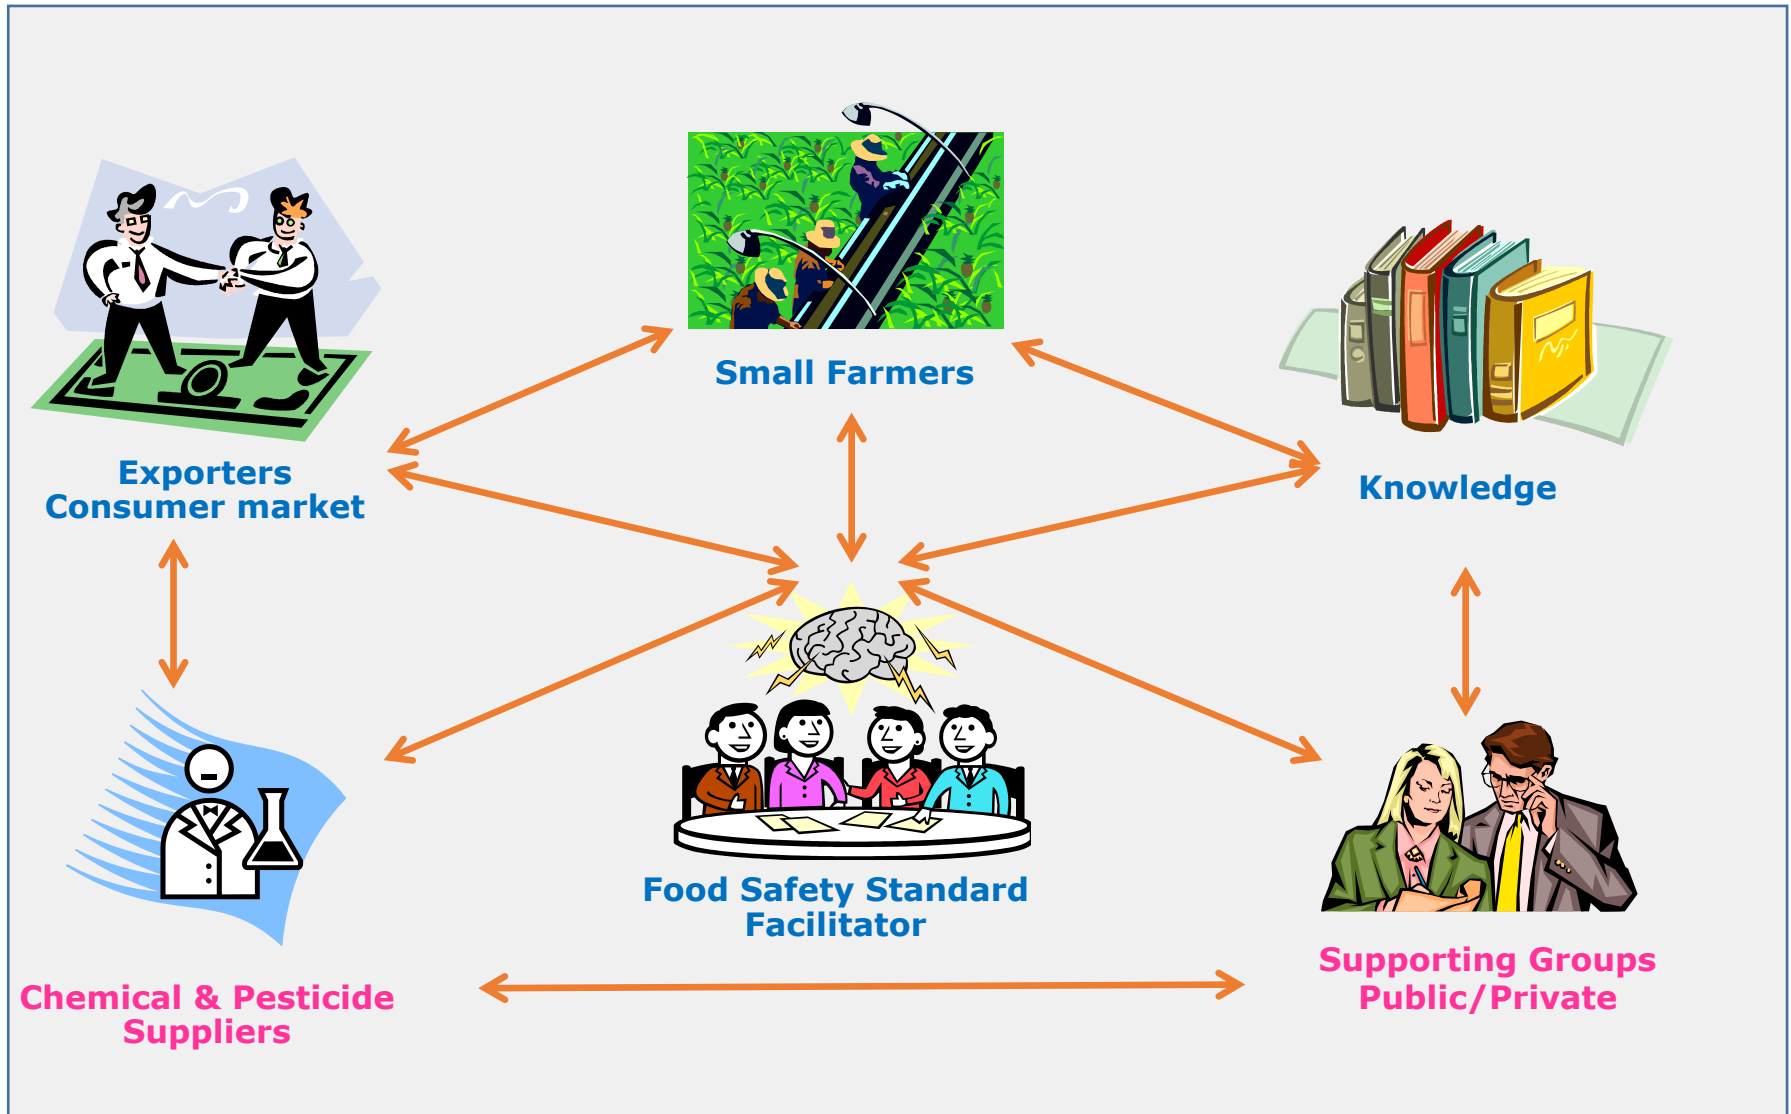 Small Farmers
Exporters
Consumer market
Knowledge
Food Safety Standard
Facilitator
Supporting Groups
Public/Private
Chemical & Pesticide
Suppliers